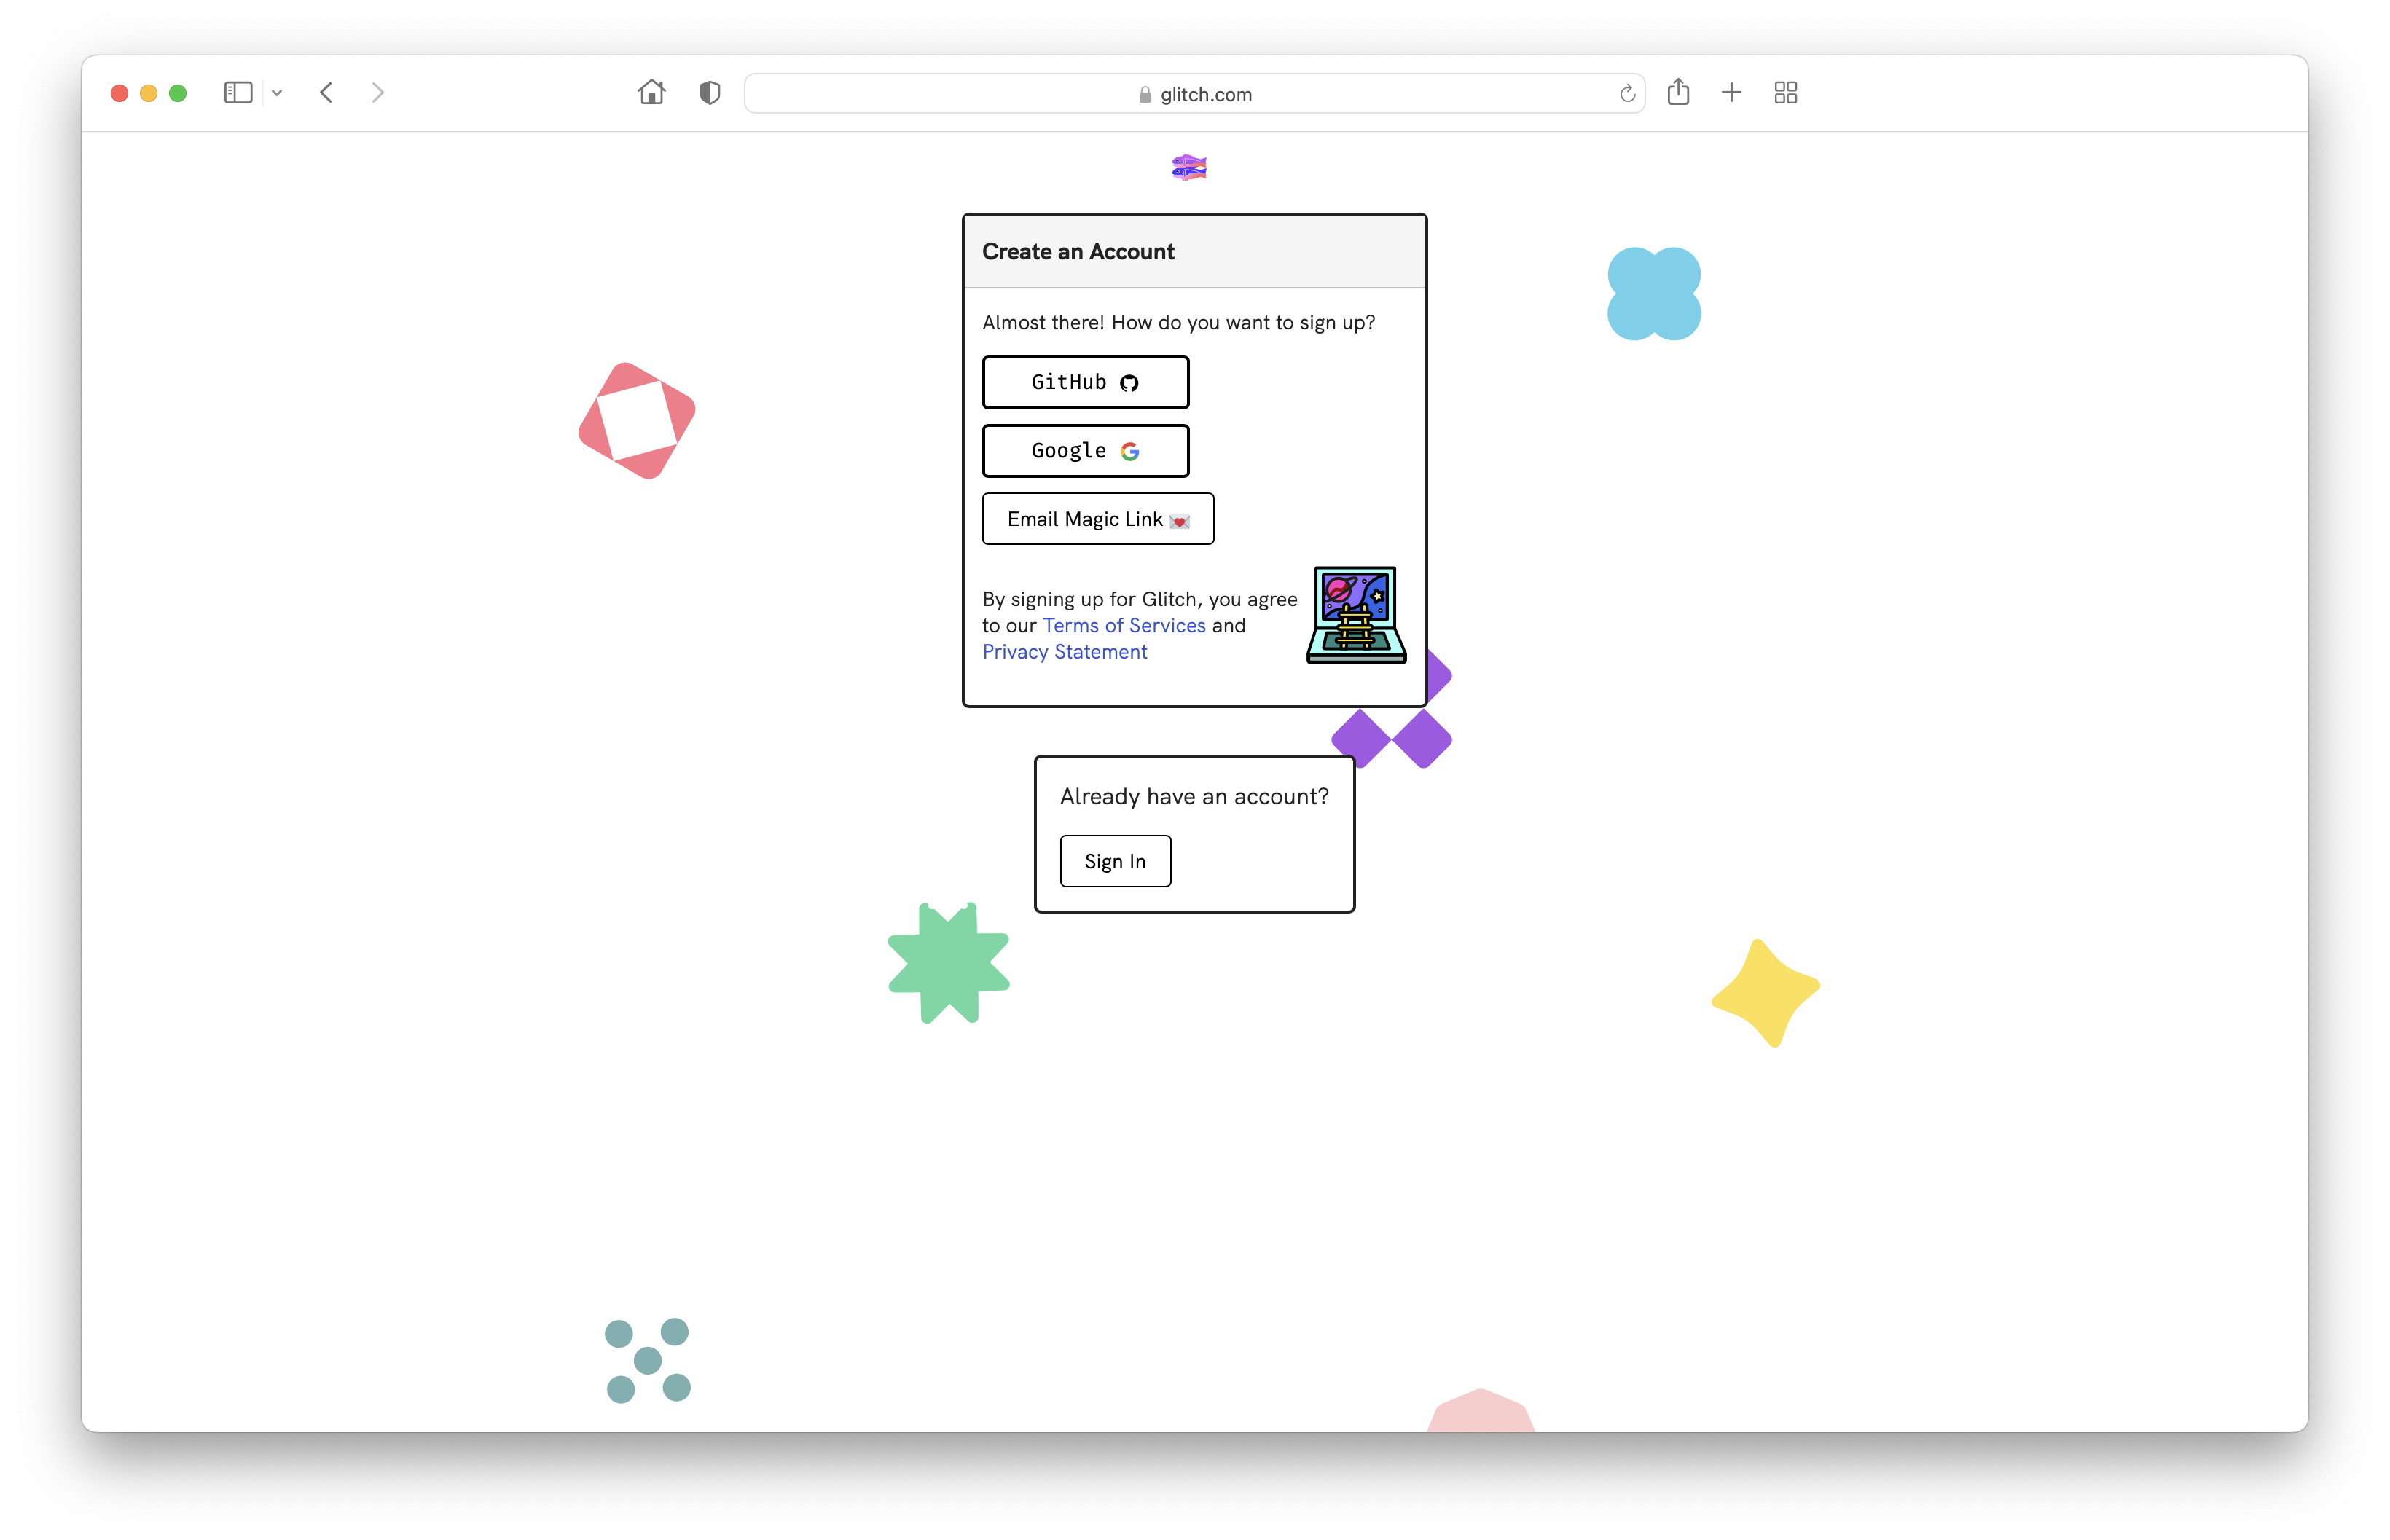 glitch.com
Create an Account
Almost there! How do you want to sign up?
GitHub
Google
Email Magic Link
By signing up for Glitch, you agree
to our Terms of Services and
Privacy Statement
Already have an account?
Sign In